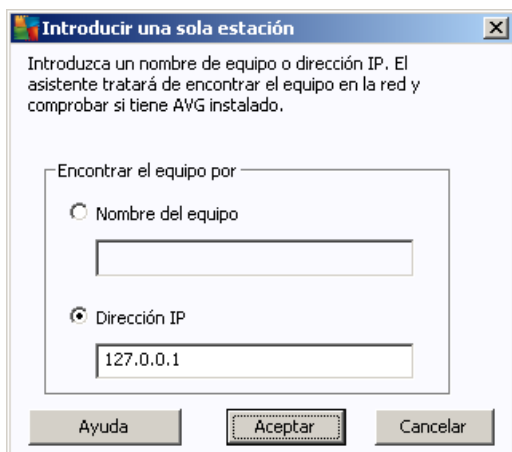 Introducir una sola estación
Introduzca un nombre de equipo o dirección IP. El
asistente tratará de encontrar el equipo en la red y
comprobar si tiene AVG instalado.
Encontrar el equipo por
Nombre del equipo
Dirección IP
127.0.0.1
Ayuda
Aceptar
Cancelar